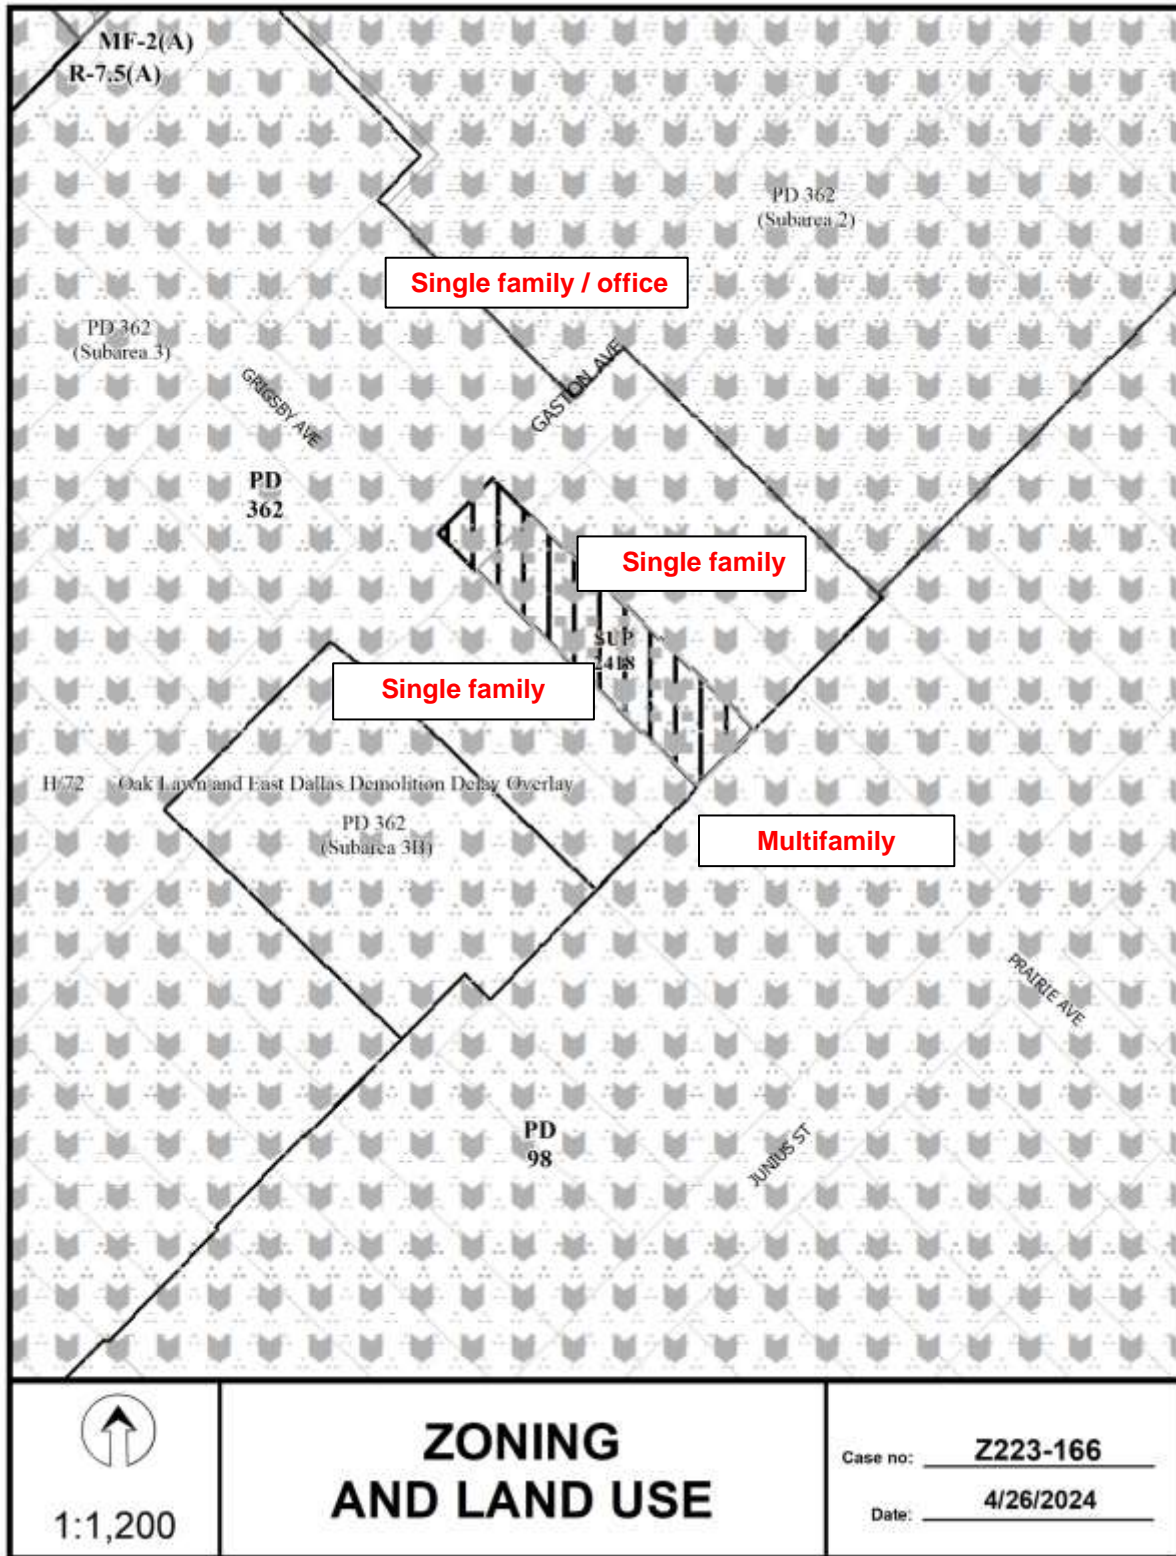 MF-2(A)
R-7.5(A)
PD 362
(Subarea 2)
Single family / office
PD 362
(Subarea 3)
GRIGSBY AVE
GASTON AVE
PD
362
Single family
SUP
Single family
H/72 Oak Lawn and East Dallas Demolition Delay Overlay
PD 362
(Subarea 3B)
Multifamily
PRAIRIE AVE
PD
98
JUNIUS ST
1:1,200
ZONING
AND LAND USE
Case no: Z223-166
Date: 4/26/2024